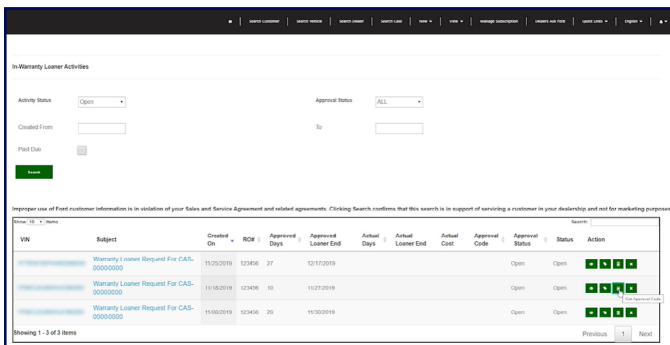 Search Customer Search Vehicle Search Dealer Search Case New View Manage Subscription Dealers Ask Ford Quick Links English
In-Warranty Loaner Activities
Activity Status Open Approval Status ALL
Created From To
Past Due
Search
Improper use of Ford customer information is in violation of your Sales and Service Agreement and related agreements. Clicking Search confirms that this search is in support of servicing a customer in your dealership and not for marketing purposes
Show 10 items Search:
VIN Subject Created On RO# Approved Days Approved Loaner End Actual Days Actual Loaner End Actual Cost Approval Code Approval Status Status Action
Warranty Loaner Request For CAS-00000000 11/25/2019 123456 12/17/2019 Open Open
Warranty Loaner Request For CAS-00000000 11/18/2019 123456 10 11/27/2019 Open Open
Get Approval Code
Warranty Loaner Request For CAS-00000000 123456 11/30/2019 Open Open
Showing 1 - 3 of 3 items Previous 1 Next